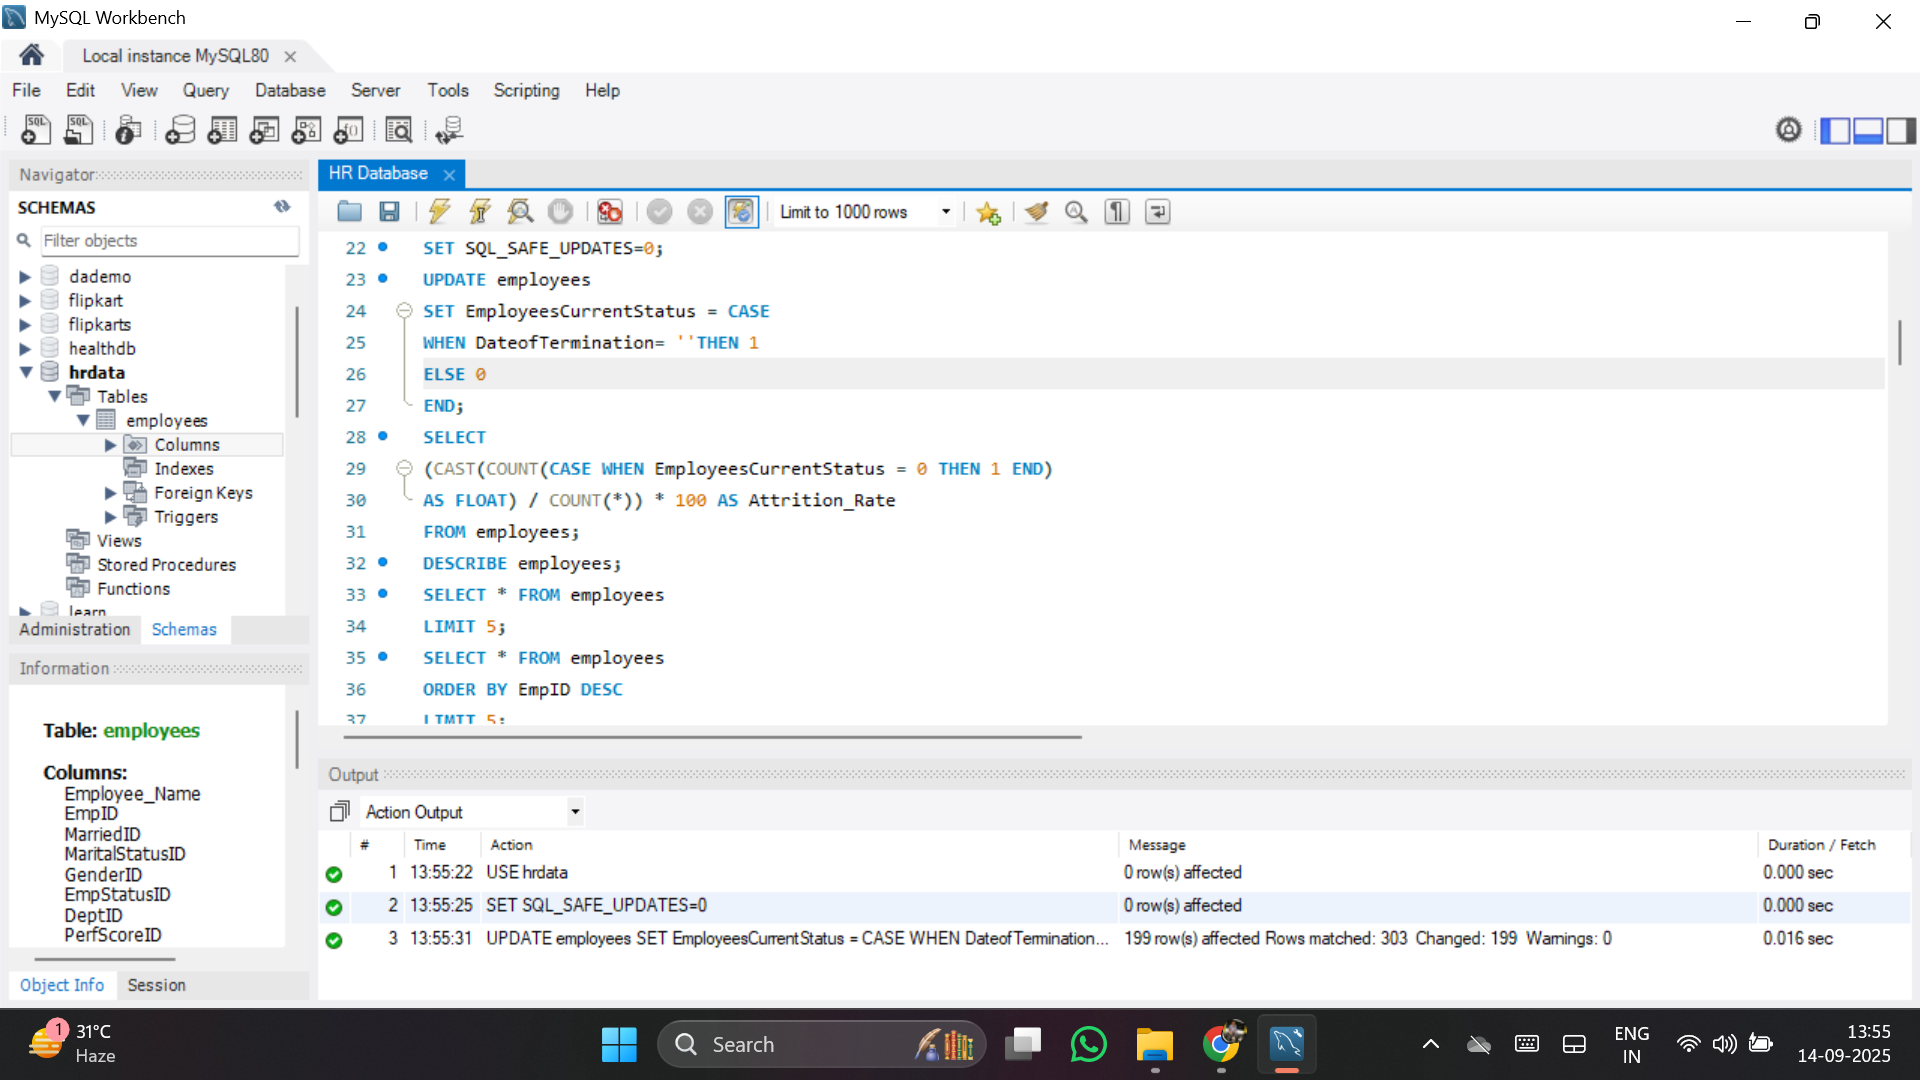 MySQL Workbench
Local instance MySQL80
File Edit View Query Database Server Tools Scripting Help
Navigator
SCHEMAS
Filter objects
dademo
flipkart
flipkarts
healthdb
hrdata
Tables
employees
Columns
Indexes
Foreign Keys
Triggers
Views
Stored Procedures
Functions
learn
Administration Schemas
Information
Table: employees
Columns:
Employee_Name
EmpID
MarriedID
MaritalStatusID
GenderID
EmpStatusID
DeptID
PerfScoreID
Object Info Session
HR Database
Limit to 1000 rows
22 SET SQL_SAFE_UPDATES=0;
23 UPDATE employees
24 SET EmployeesCurrentStatus = CASE
25 WHEN DateofTermination= ''THEN 1
26 ELSE 0
27 END;
28 SELECT
29 (CAST(COUNT(CASE WHEN EmployeesCurrentStatus = 0 THEN 1 END)
30 AS FLOAT) / COUNT(*)) * 100 AS Attrition_Rate
31 FROM employees;
32 DESCRIBE employees;
33 SELECT * FROM employees
34 LIMIT 5;
35 SELECT * FROM employees
36 ORDER BY EmpID DESC
37 LIMIT 5;
Output
Action Output
# Time Action Message Duration / Fetch
1 13:55:22 USE hrdata 0 row(s) affected 0.000 sec
2 13:55:25 SET SQL_SAFE_UPDATES=0 0 row(s) affected 0.000 sec
3 13:55:31 UPDATE employees SET EmployeesCurrentStatus = CASE WHEN DateofTermination... 199 row(s) affected Rows matched: 303 Changed: 199 Warnings: 0 0.016 sec
1
31°C
Haze
Search
ENG
IN
13:55
14-09-2025